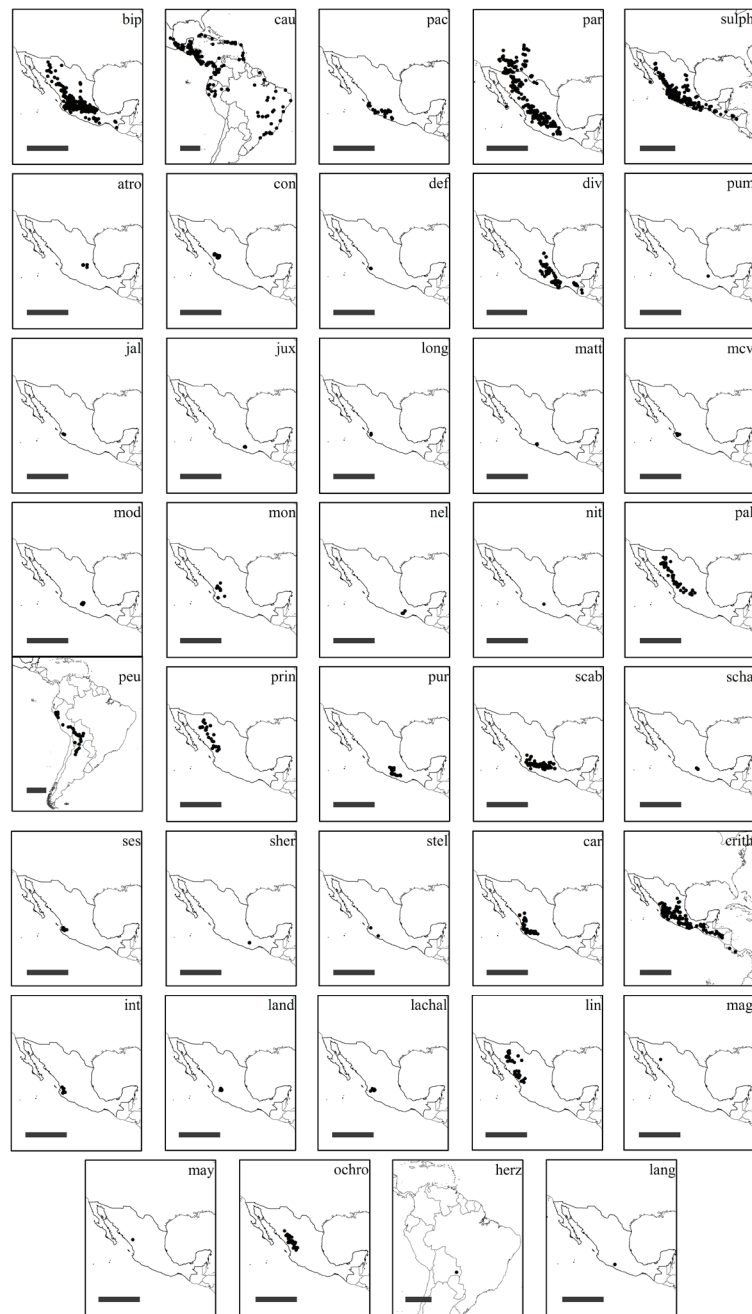 bip cau pac par sulph
atro con def div pum
jal jux long matt mcv
mod mon nel nit pal
peu prin pur scab scha
ses sher stel car erith
int land lachal lin mag
may ochro herz lang